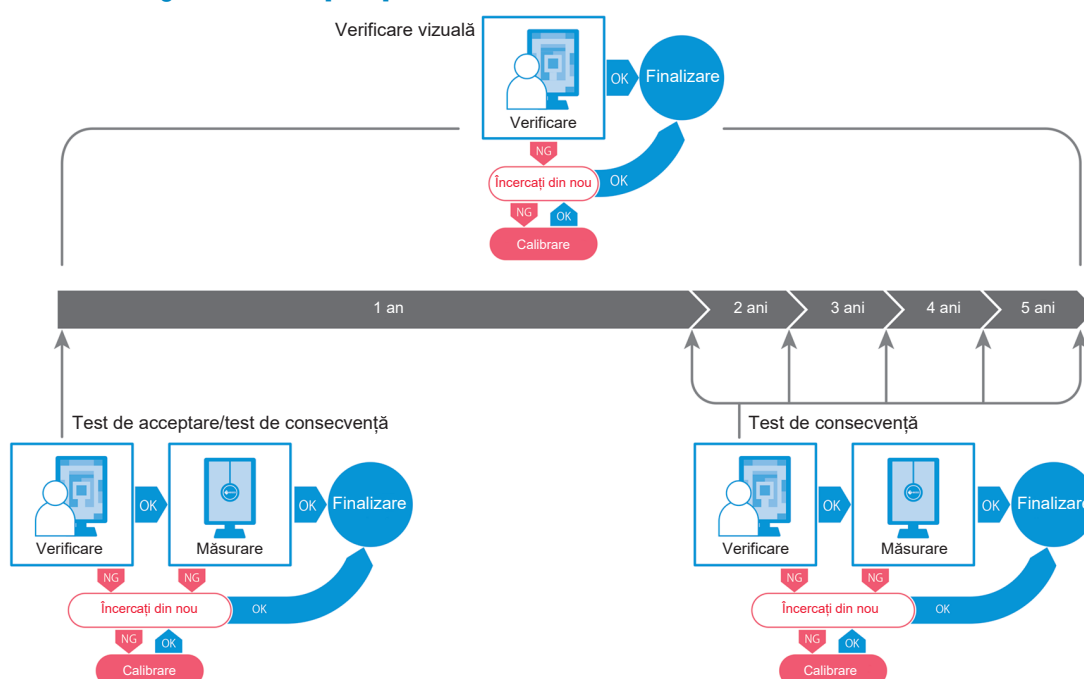 Verificare vizuală
Verificare
OK
Finalizare
NG
Încercați din nou
OK
NG
OK
Calibrare
1 an
2 ani
3 ani
4 ani
5 ani
Test de acceptare/test de consecvență
Verificare
OK
Măsurare
OK
Finalizare
NG
NG
Încercați din nou
OK
NG
OK
Calibrare
Test de consecvență
Verificare
OK
Măsurare
OK
Finalizare
NG
NG
Încercați din nou
OK
NG
OK
Calibrare